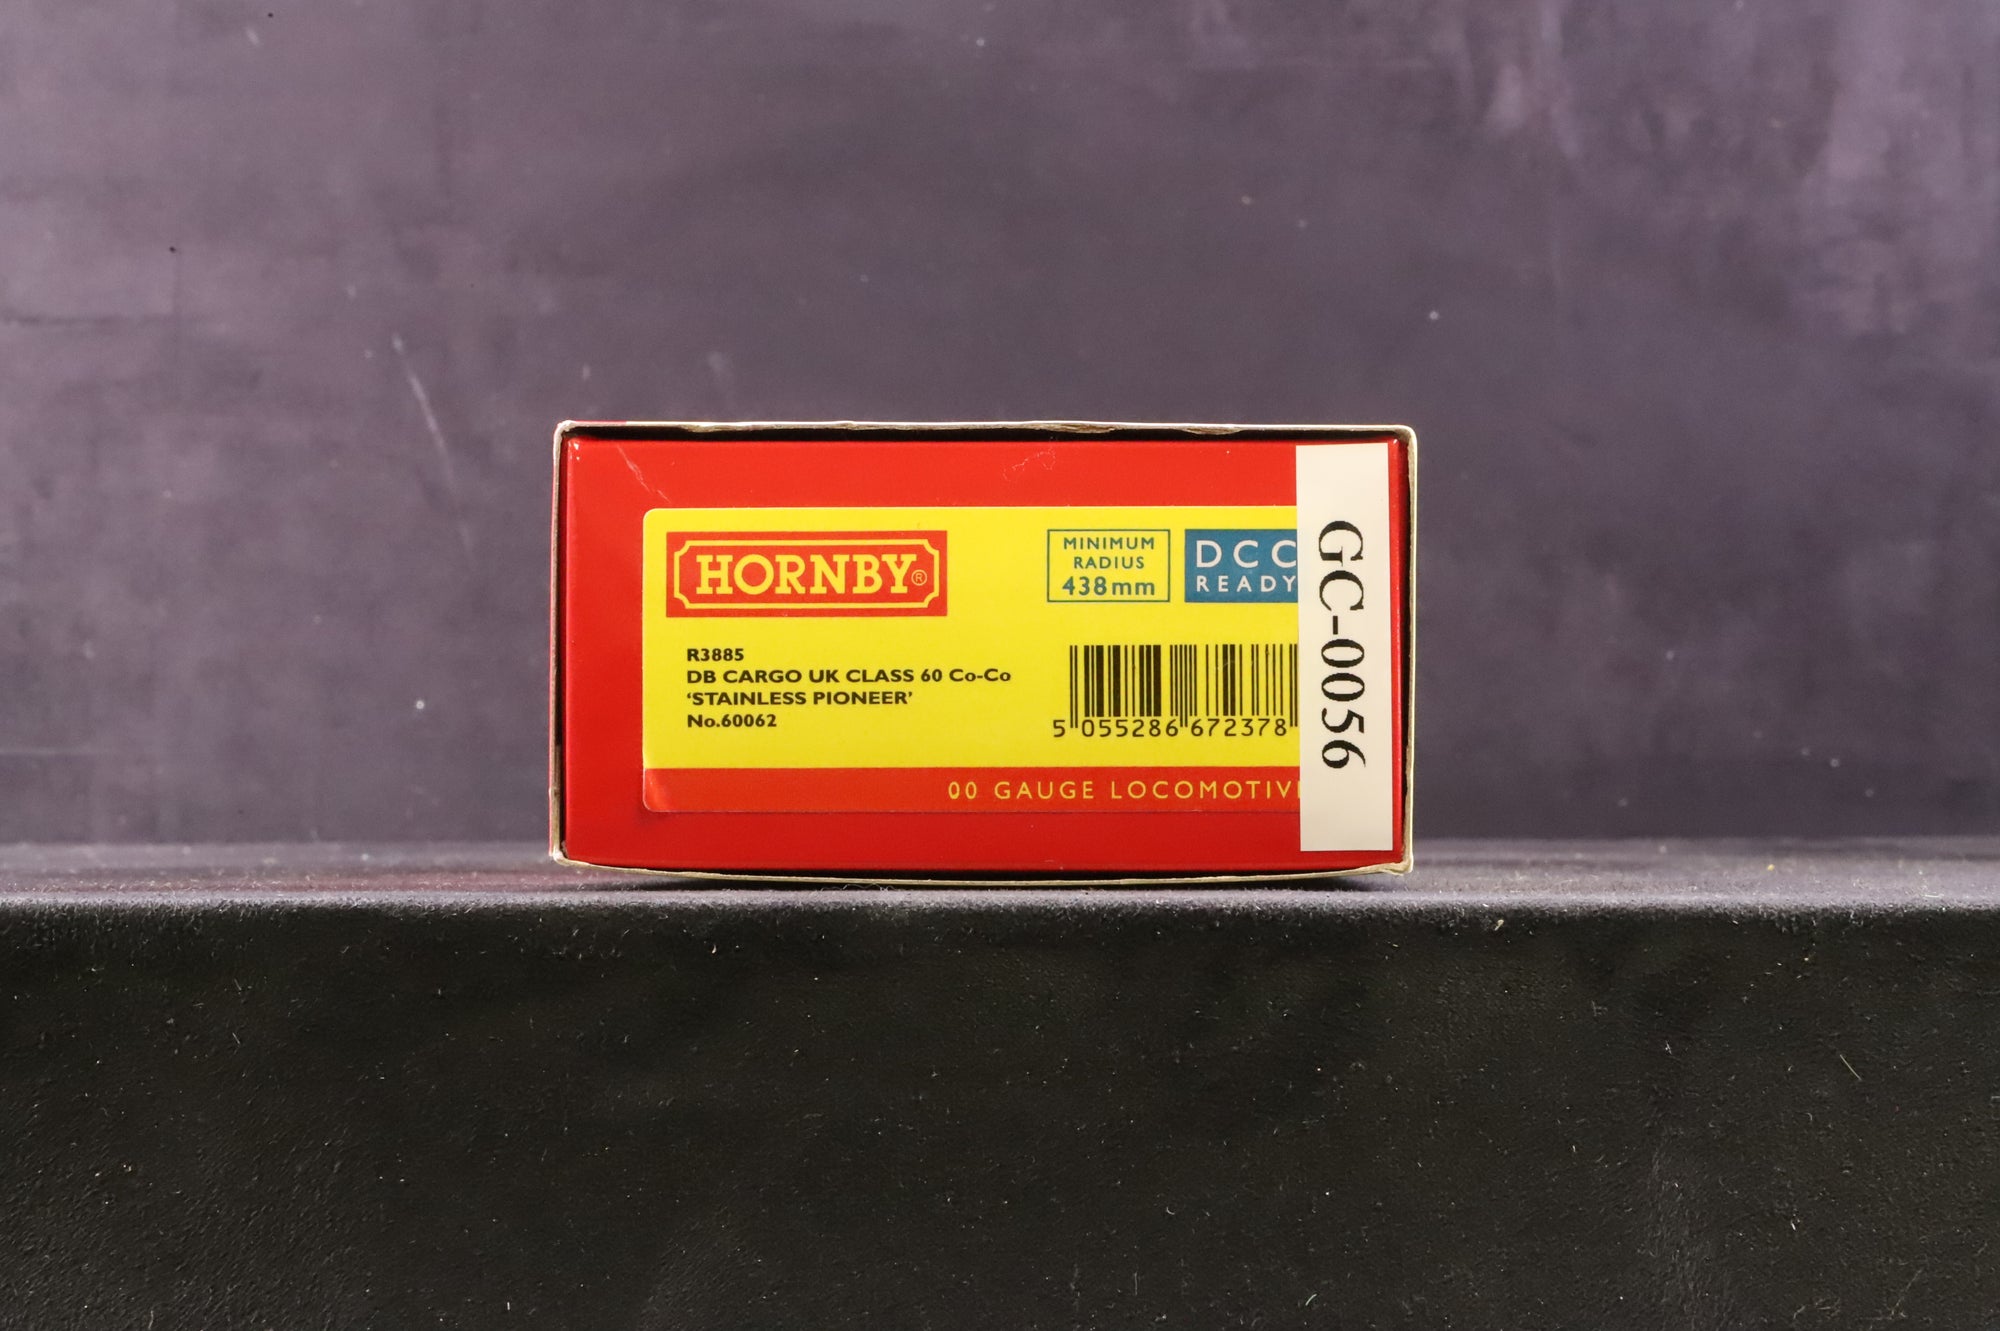 HORNBY®
MINIMUM
RADIUS
438mm
DCC
READY
R3885
DB CARGO UK CLASS 60 Co-Co
‘STAINLESS PIONEER’
No.60062
5 055286 672378
00 GAUGE LOCOMOTIV
GC-0056